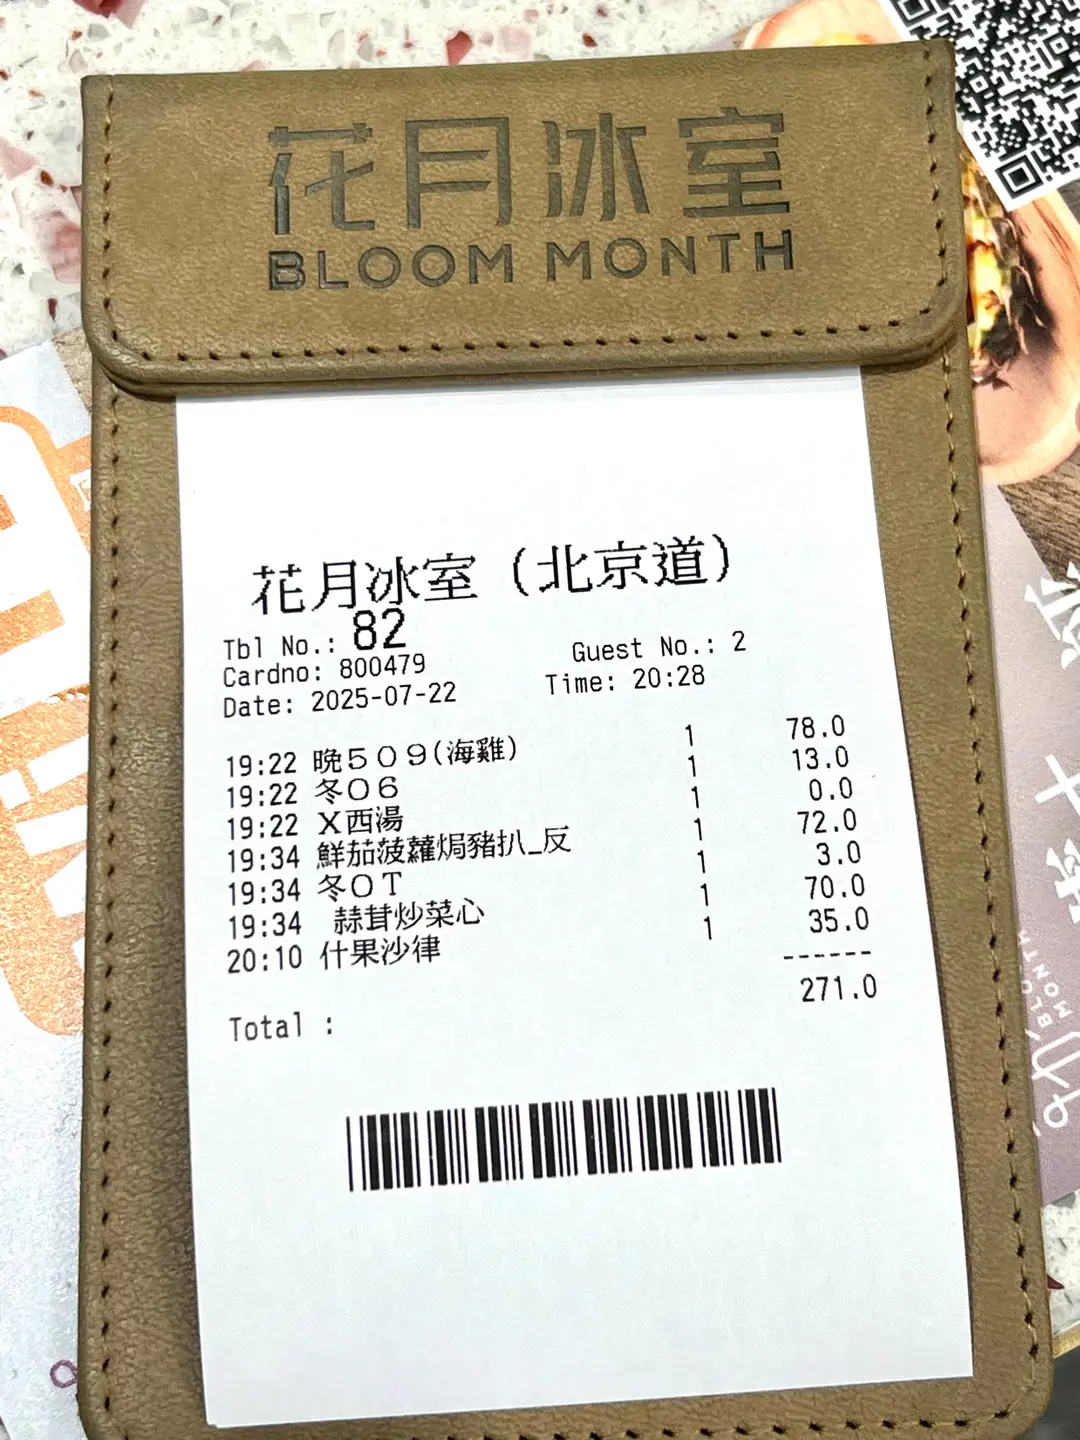 花月冰室
BLOOM MONTH
花月冰室（北京道）
Tbl No.: 82
Guest No.: 2
Cardno: 800479
Date: 2025-07-22 Time: 20:28
19:22 晚５０９(海雞) 1 78.0
19:22 冬０６ 1 13.0
19:22 Ｘ西湯 1 0.0
19:34 鮮茄菠蘿焗豬扒_反 1 72.0
19:34 冬ＯＴ 1 3.0
19:34 蒜茸炒菜心 1 70.0
20:10 什果沙律 1 35.0
------
Total : 271.0
MONTH